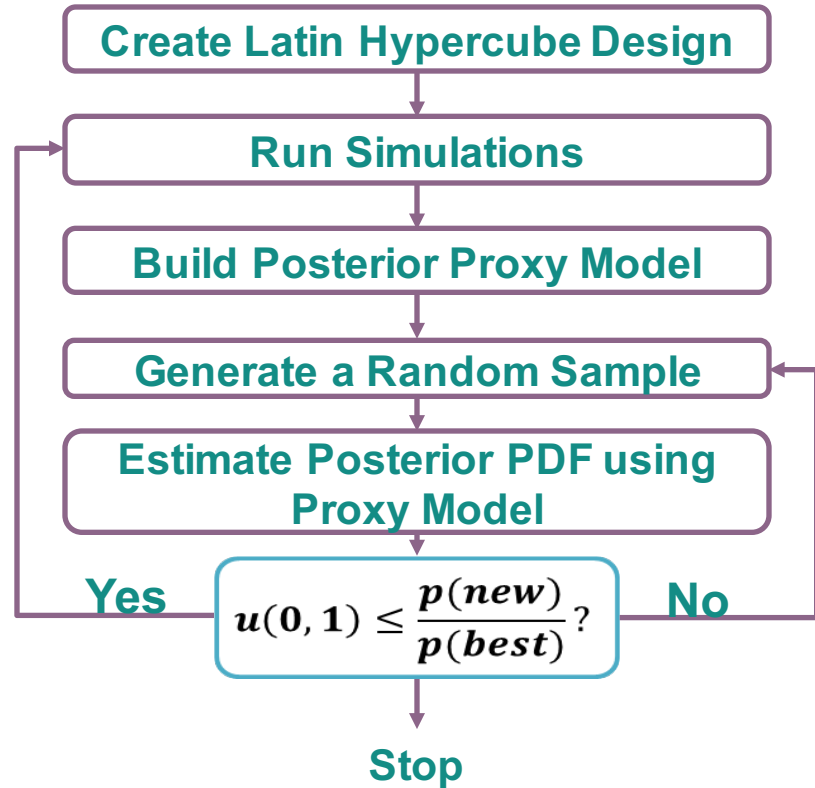 Create Latin Hypercube Design
Run Simulations
Build Posterior Proxy Model
Generate a Random Sample
Estimate Posterior PDF using
Proxy Model
Yes
u(0, 1) ≤ p(new) / p(best) ?
No
Stop